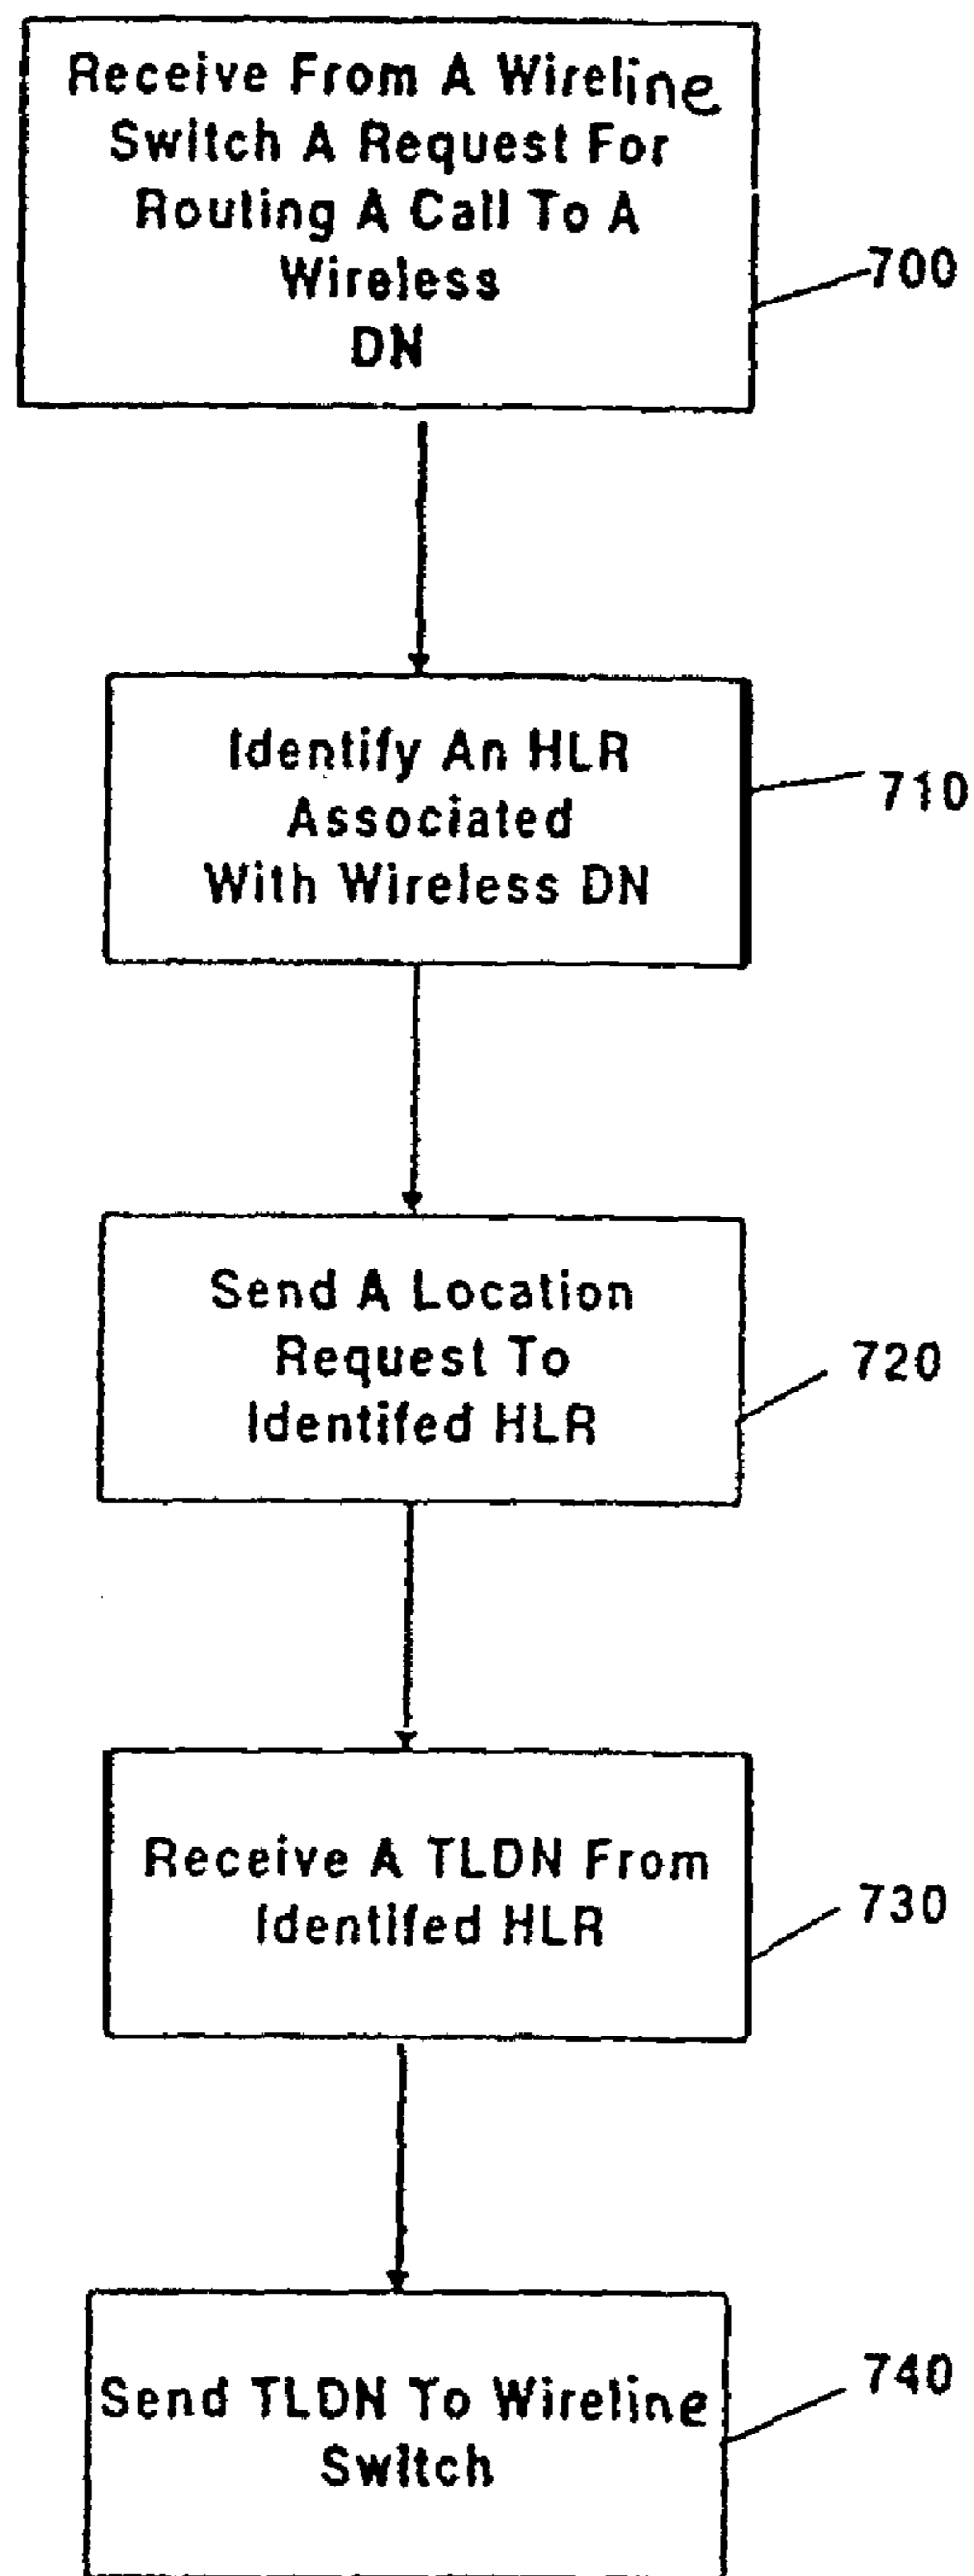 Receive From A Wireline
Switch A Request For
Routing A Call To A
Wireless
DN
700
Identify An HLR
Associated
With Wireless DN
710
Send A Location
Request To
Identifed HLR
720
Receive A TLDN From
Identifed HLR
730
Send TLDN To Wireline
Switch
740